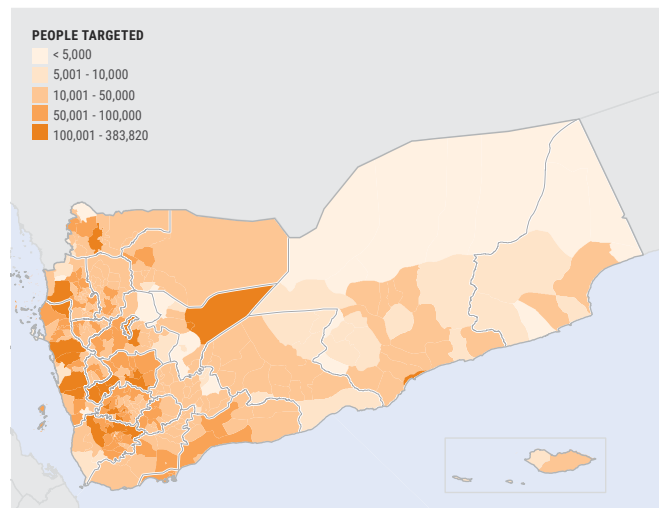 PEOPLE TARGETED
< 5,000
5,001 - 10,000
10,001 - 50,000
50,001 - 100,000
100,001 - 383,820